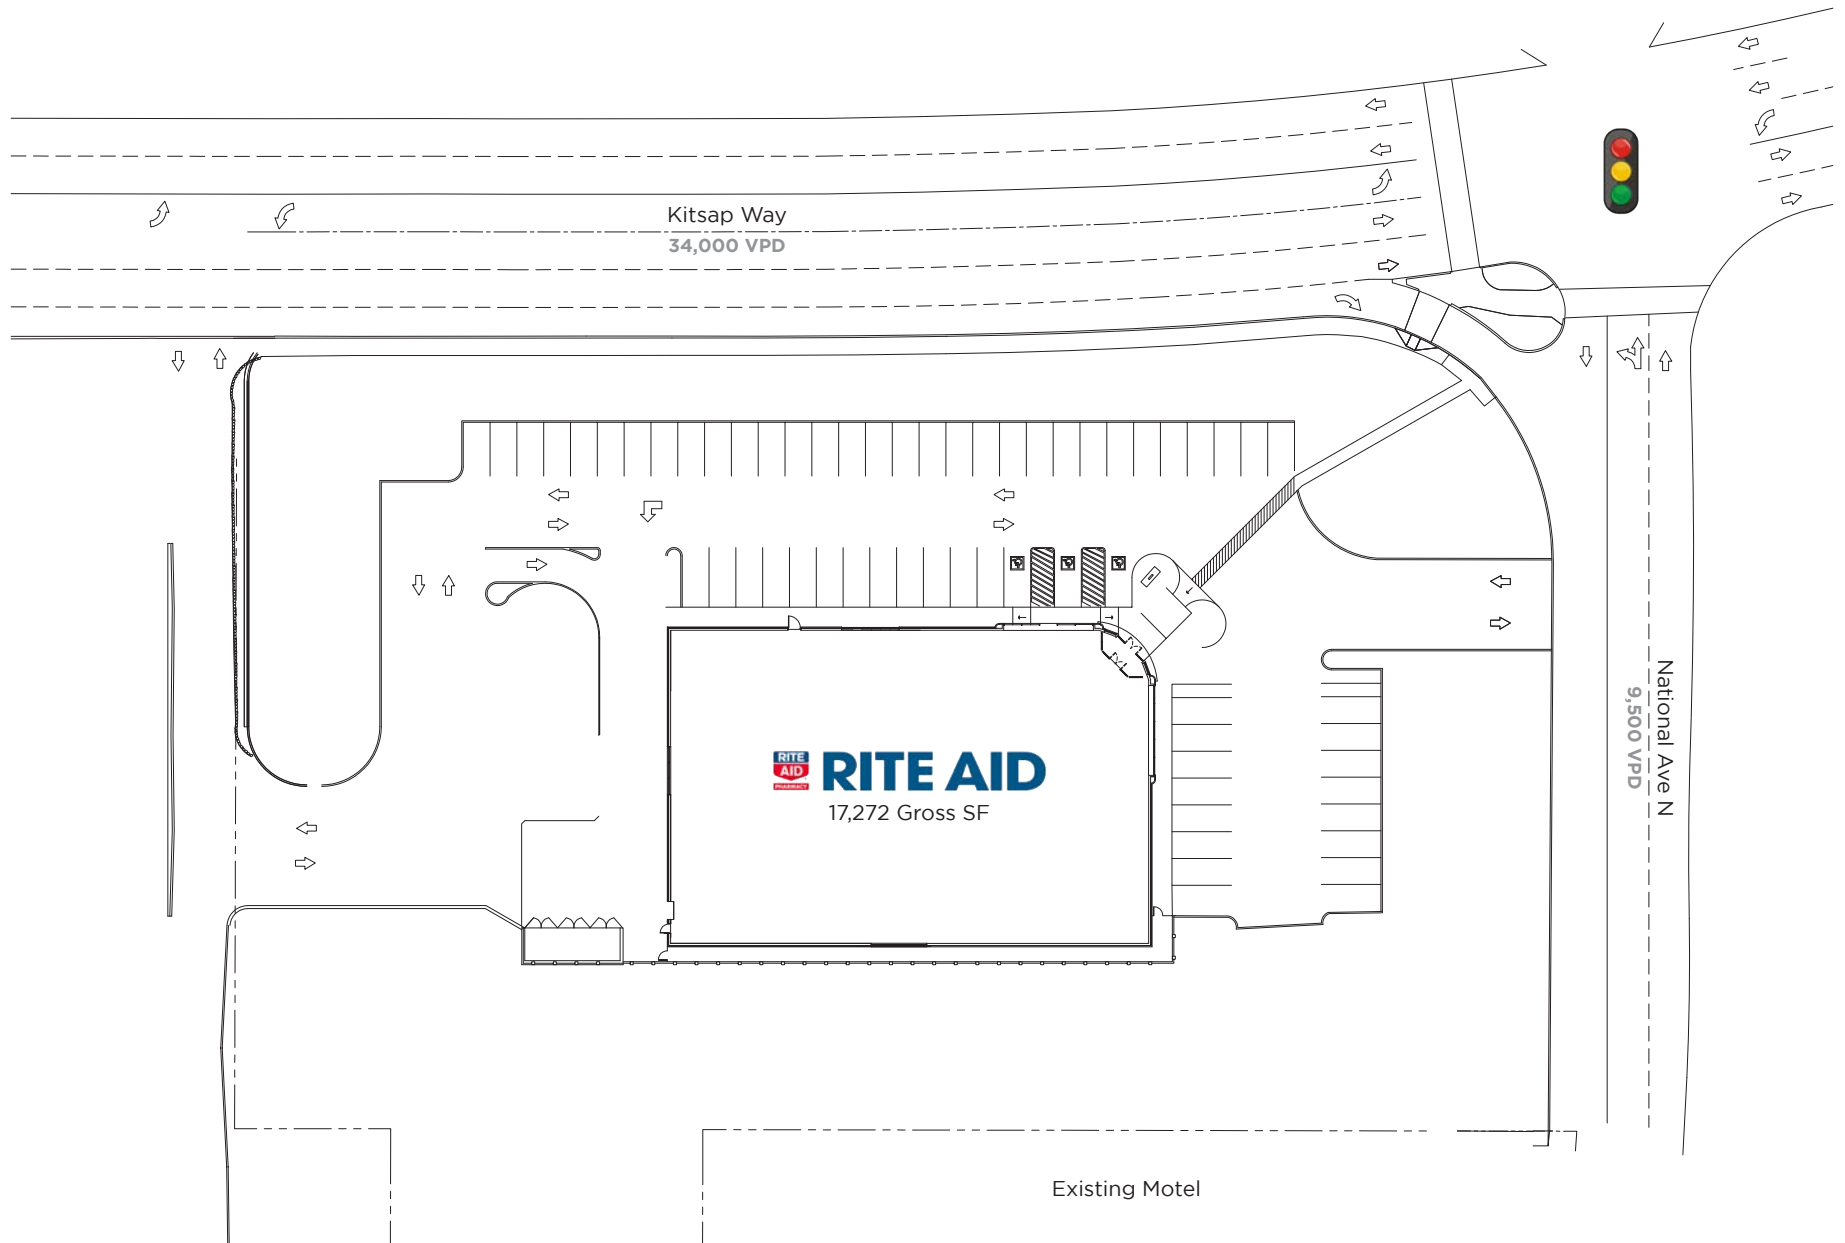 Kitsap Way
34,000 VPD
National Ave N
9,500 VPD
RITE
AID
PHARMACY
RITE AID
17,272 Gross SF
Existing Motel